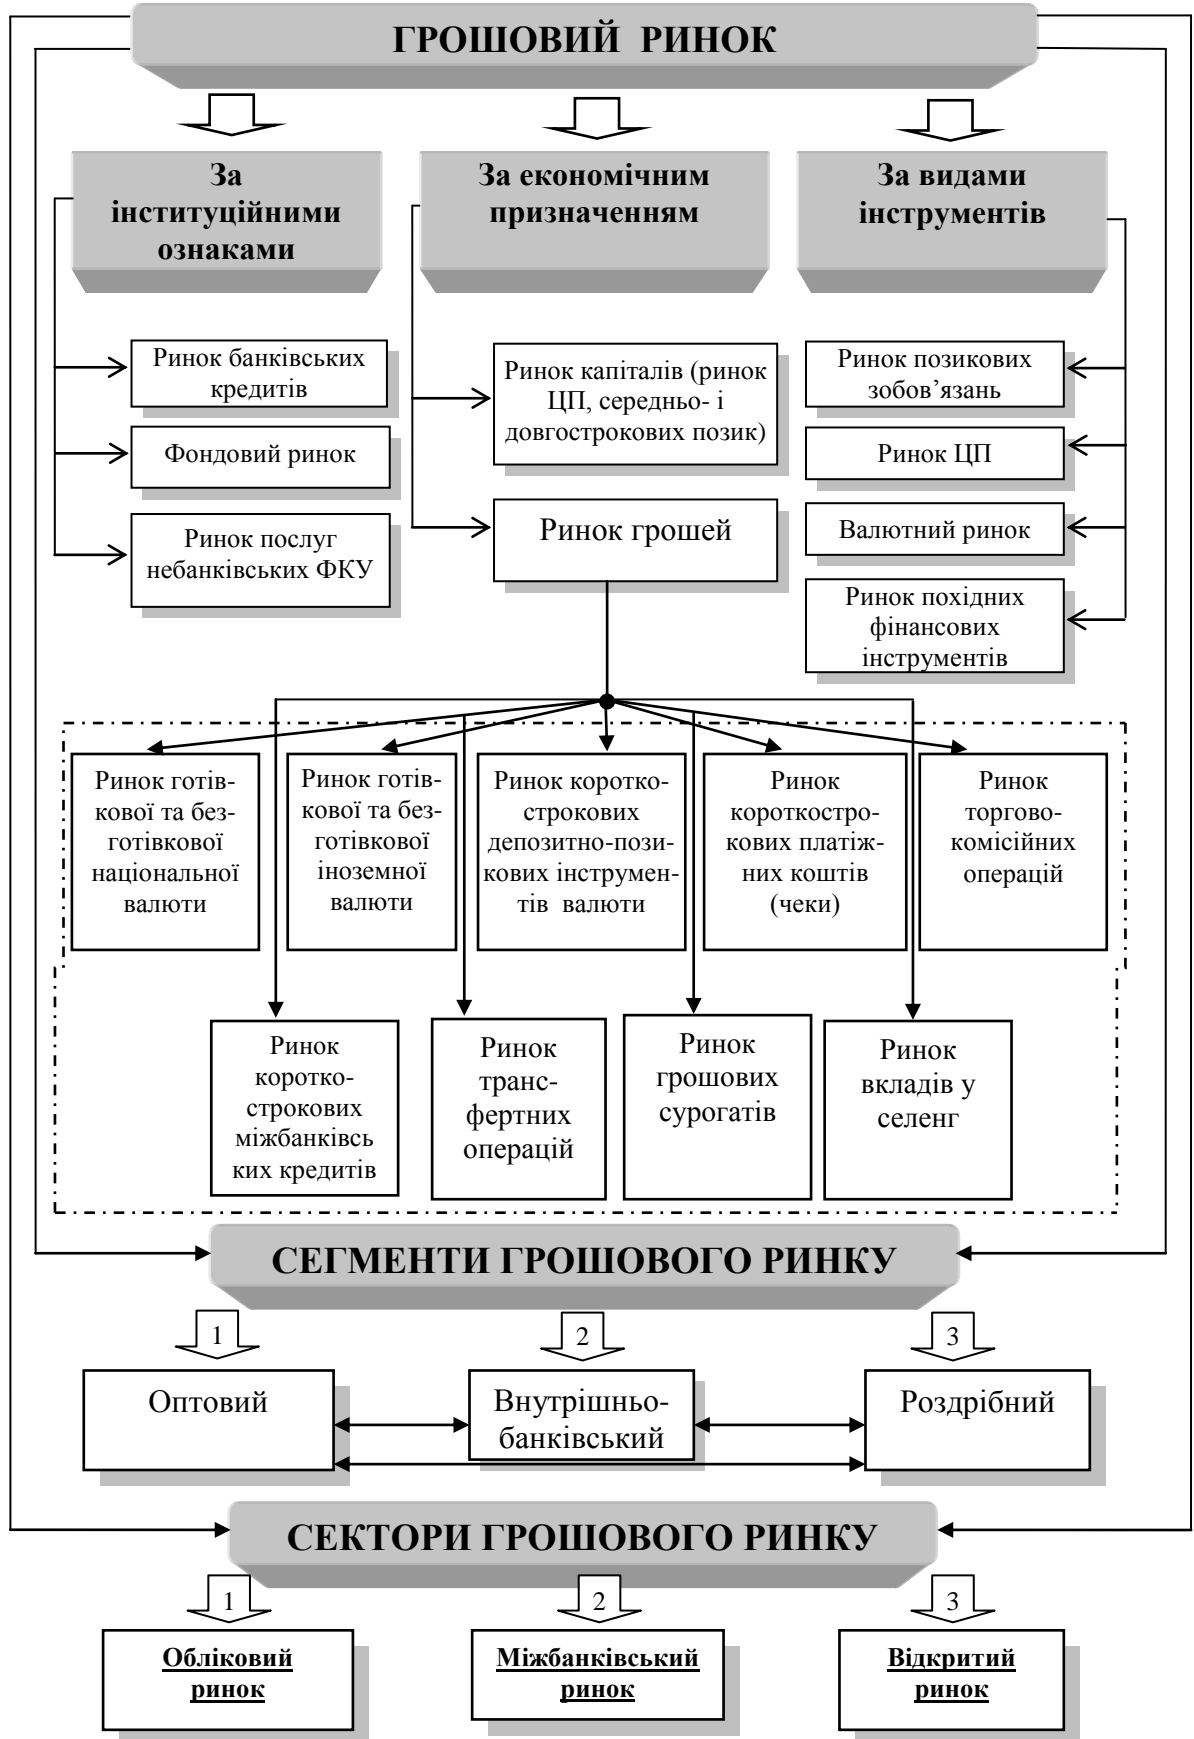 ГРОШОВИЙ РИНОК
За
інституційними
ознаками
За економічним
призначенням
За видами
інструментів
Ринок банківських
кредитів
Фондовий ринок
Ринок послуг
небанківських ФКУ
Ринок капіталів (ринок
ЦП, середньо- і
довгострокових позик)
Ринок грошей
Ринок позикових
зобов’язань
Ринок ЦП
Валютний ринок
Ринок похідних
фінансових
інструментів
Ринок готів-
кової та без-
готівкової
національної
валюти
Ринок готів-
кової та без-
готівкової
іноземної
валюти
Ринок коротко-
строкових
депозитно-пози-
кових інструмен-
тів валюти
Ринок
короткостро-
кових платіж-
них коштів
(чеки)
Ринок
торгово-
комісійних
операцій
Ринок
коротко-
строкових
міжбанківсь
ких кредитів
Ринок
транс-
фертних
операцій
Ринок
грошових
сурогатів
Ринок
вкладів у
селенг
СЕГМЕНТИ ГРОШОВОГО РИНКУ
1
2
3
Оптовий
Внутрішньо-
банківський
Роздрібний
СЕКТОРИ ГРОШОВОГО РИНКУ
1
2
3
Обліковий
ринок
Міжбанківський
ринок
Відкритий
ринок